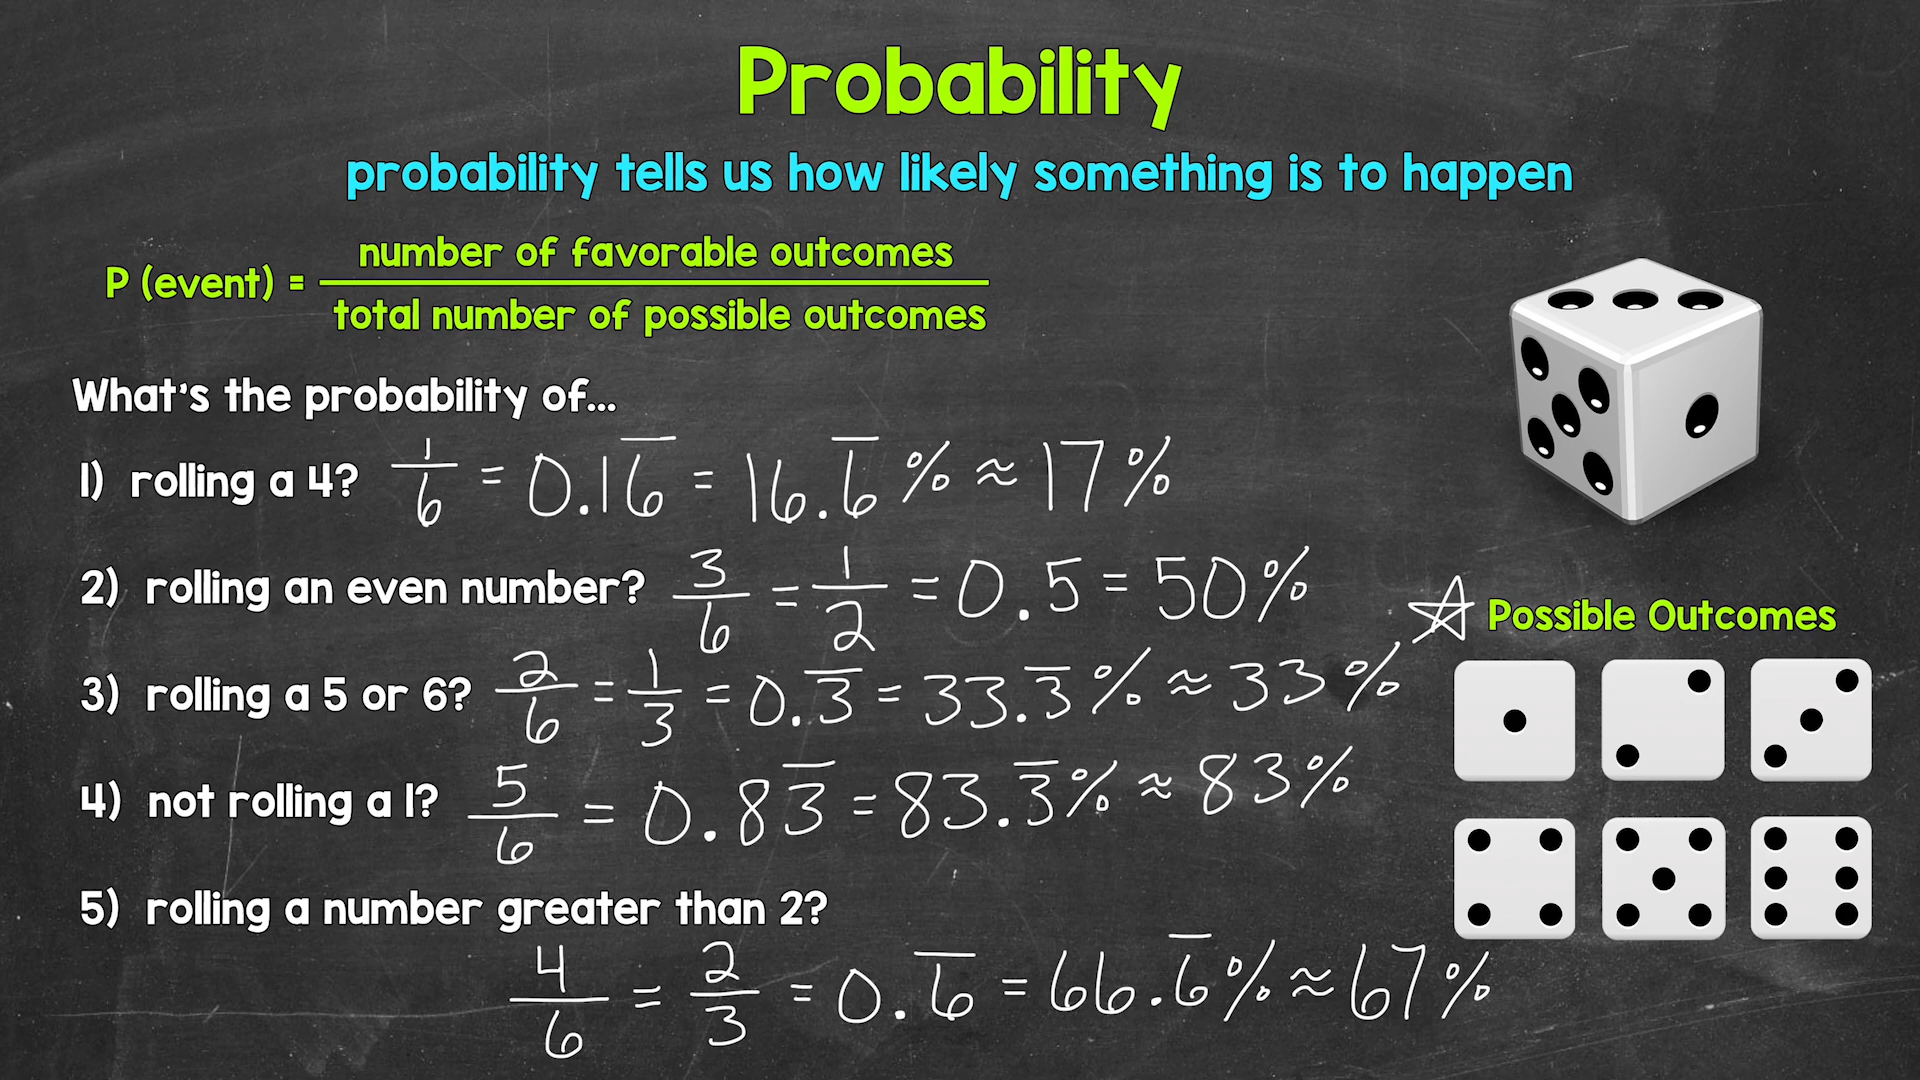 Probability
probability tells us how likely something is to happen
P (event) = number of favorable outcomes / total number of possible outcomes
What's the probability of...
1) rolling a 4? 1/6 = 0.16̅ = 16.6̅% ≈ 17%
2) rolling an even number? 3/6 = 1/2 = 0.5 = 50%
3) rolling a 5 or 6? 2/6 = 1/3 = 0.3̅ = 33.3̅% ≈ 33%
4) not rolling a 1? 5/6 = 0.83̅ = 83.3̅% ≈ 83%
5) rolling a number greater than 2?
4/6 = 2/3 = 0.6̅ = 66.6̅% ≈ 67%
Possible Outcomes